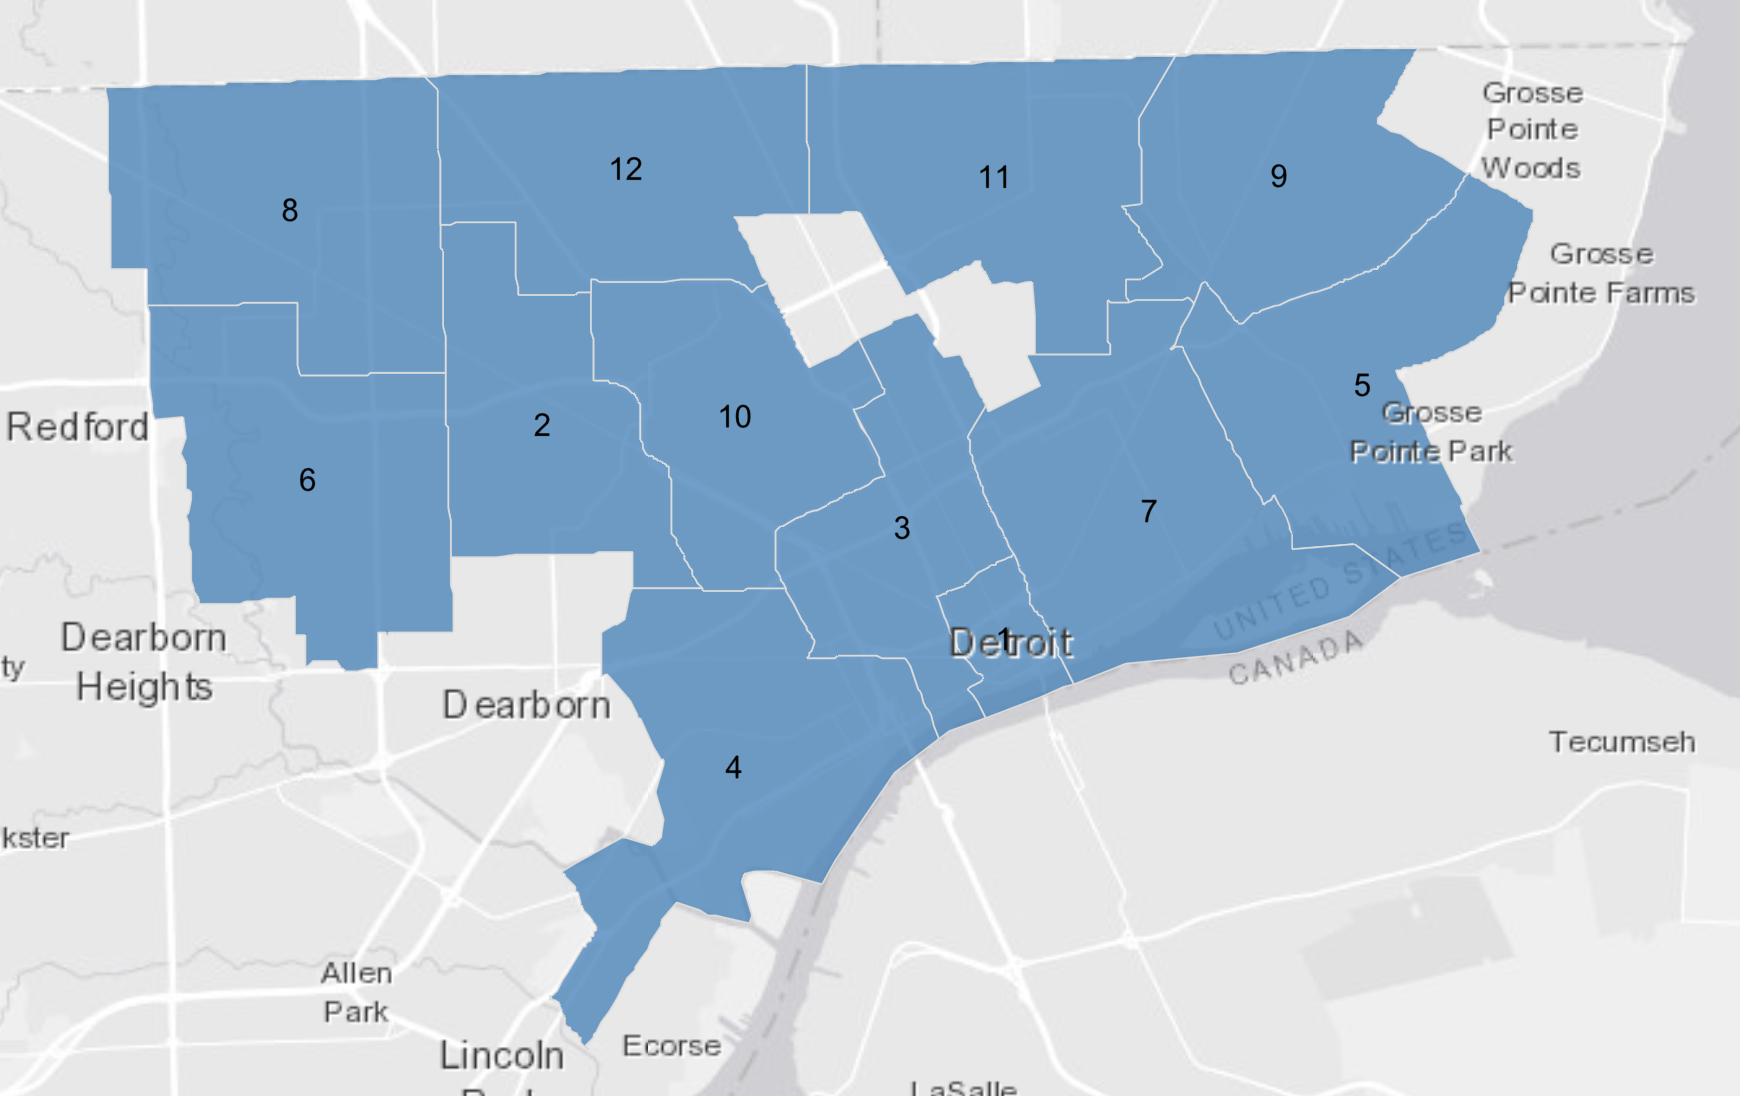 Grosse
Pointe
Woods
12
11
9
8
Grosse
Pointe Farms
5
Grosse
Pointe Park
Redford
2
10
6
7
3
UNITED STATES
Detroit
1
CANADA
Dearborn
Heights
ty
Dearborn
Tecumseh
4
kster
Allen
Park
Lincoln
Ecorse
LaSalle